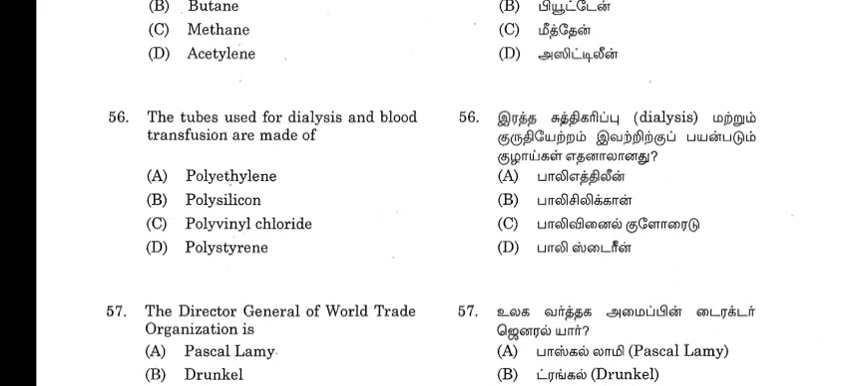 (B) Butane
(C) Methane
(D) Acetylene
56. The tubes used for dialysis and blood
transfusion are made of
(A) Polyethylene
(B) Polysilicon
(C) Polyvinyl chloride
(D) Polystyrene
57. The Director General of World Trade
Organization is
(A) Pascal Lamy
(B) Drunkel
(B) பியூட்டேன்
(C) மீத்தேன்
(D) அஸிட்டிலீன்
56. இரத்த சுத்திகரிப்பு (dialysis) மற்றும்
குருதியேற்றம் இவற்றிற்குப் பயன்படும்
குழாய்கள் எதனாலானது?
(A) பாலிஎத்திலீன்
(B) பாலிசிலிக்கான்
(C) பாலிவினைல் குளோரைடு
(D) பாலி ஸ்டைரீன்
57. உலக வர்த்தக அமைப்பின் டைரக்டர்
ஜெனரல் யார்?
(A) பாஸ்கல் லாமி (Pascal Lamy)
(B) ட்ரங்கல் (Drunkel)